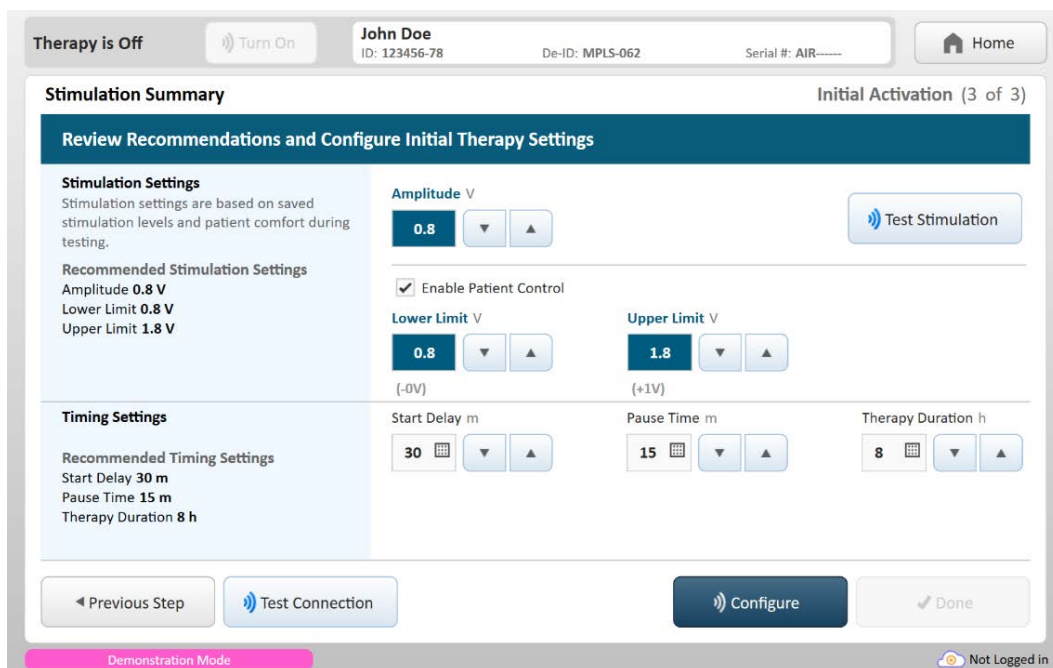 Therapy is Off
Turn On
John Doe
ID: 123456-78 De-ID: MPLS-062 Serial #: AIR------
Home
Stimulation Summary
Initial Activation (3 of 3)
Review Recommendations and Configure Initial Therapy Settings
Stimulation Settings
Stimulation settings are based on saved
stimulation levels and patient comfort during
testing.
Recommended Stimulation Settings
Amplitude 0.8 V
Lower Limit 0.8 V
Upper Limit 1.8 V
Amplitude V
0.8
Test Stimulation
Enable Patient Control
Lower Limit V
0.8
(-0V)
Upper Limit V
1.8
(+1V)
Timing Settings
Recommended Timing Settings
Start Delay 30 m
Pause Time 15 m
Therapy Duration 8 h
Start Delay m
30
Pause Time m
15
Therapy Duration h
8
Previous Step
Test Connection
Configure
Done
Demonstration Mode
Not Logged in